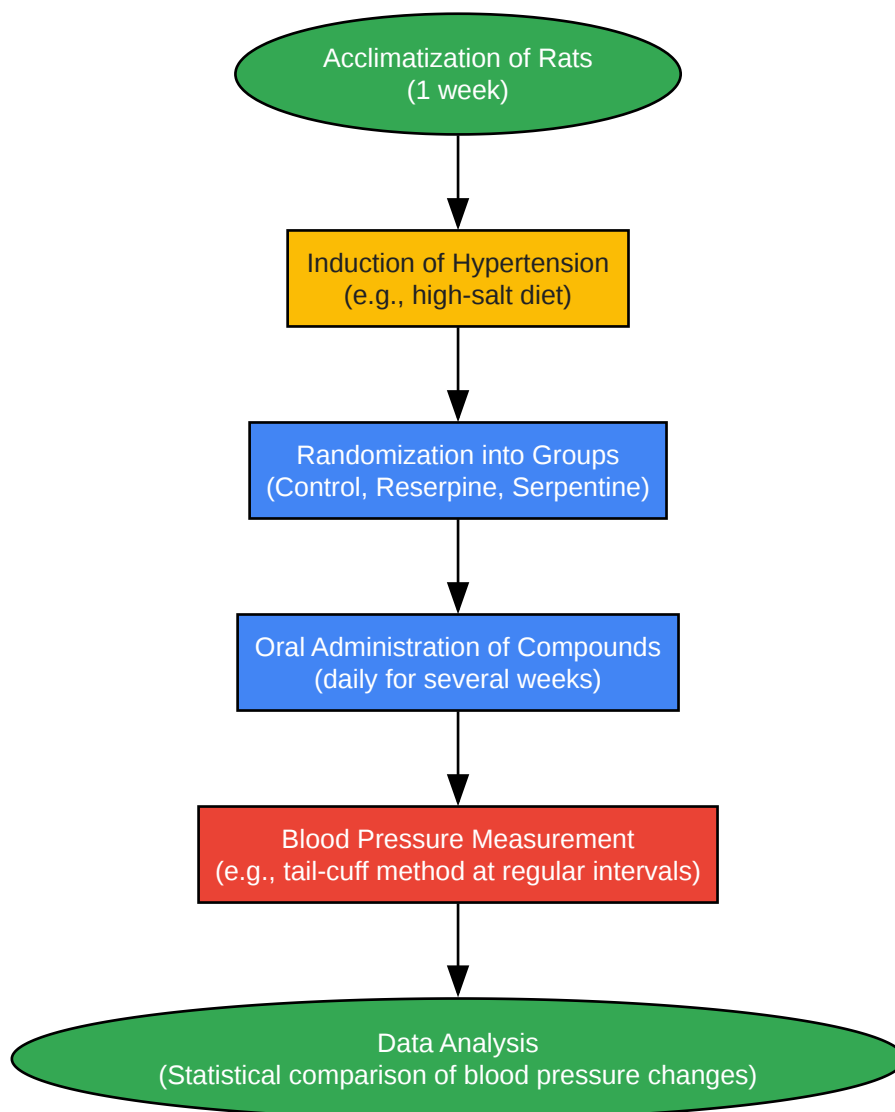 Acclimatization of Rats
(1 week)
Induction of Hypertension
(e.g., high-salt diet)
Randomization into Groups
(Control, Reserpine, Serpentine)
Oral Administration of Compounds
(daily for several weeks)
Blood Pressure Measurement
(e.g., tail-cuff method at regular intervals)
Data Analysis
(Statistical comparison of blood pressure changes)